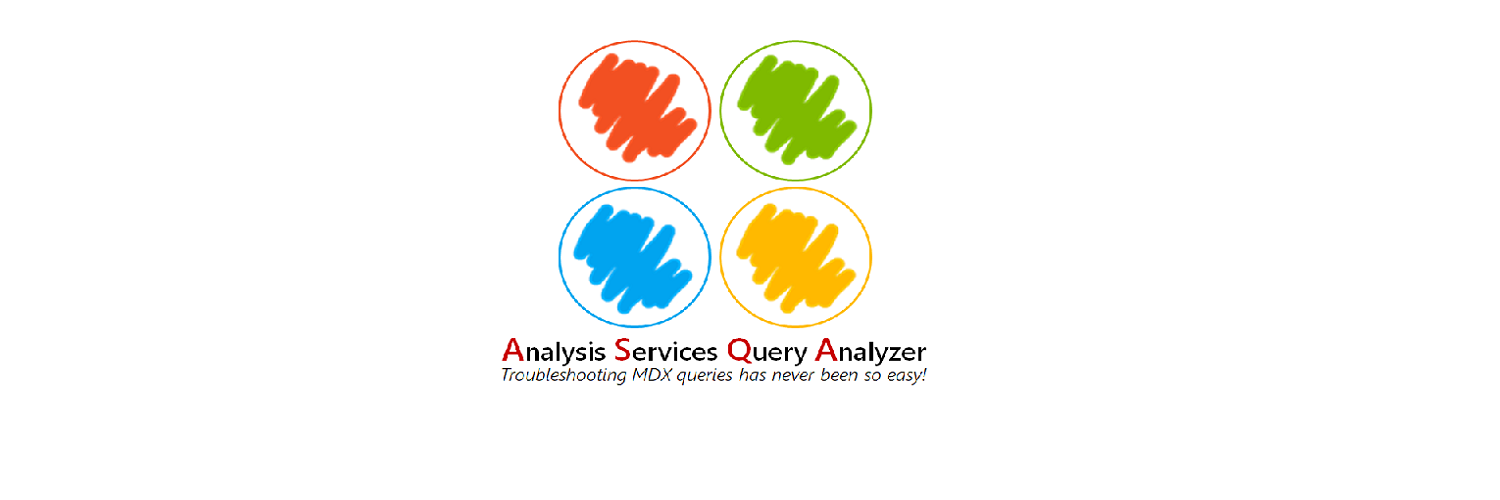 Analysis Services Query Analyzer
Troubleshooting MDX queries has never been so easy!